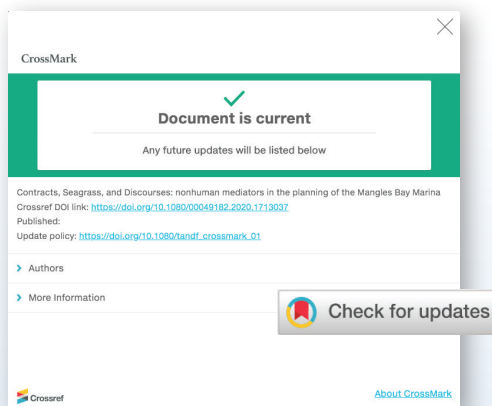 CrossMark
Document is current
Any future updates will be listed below
Contracts, Seagrass, and Discourses: nonhuman mediators in the planning of the Mangles Bay Marina
Crossref DOI link: https://doi.org/10.1080/00049182.2020.1713037
Published:
Update policy: https://doi.org/10.1080/tandf_crossmark_01
Authors
More Information
Check for updates
Crossref
About CrossMark